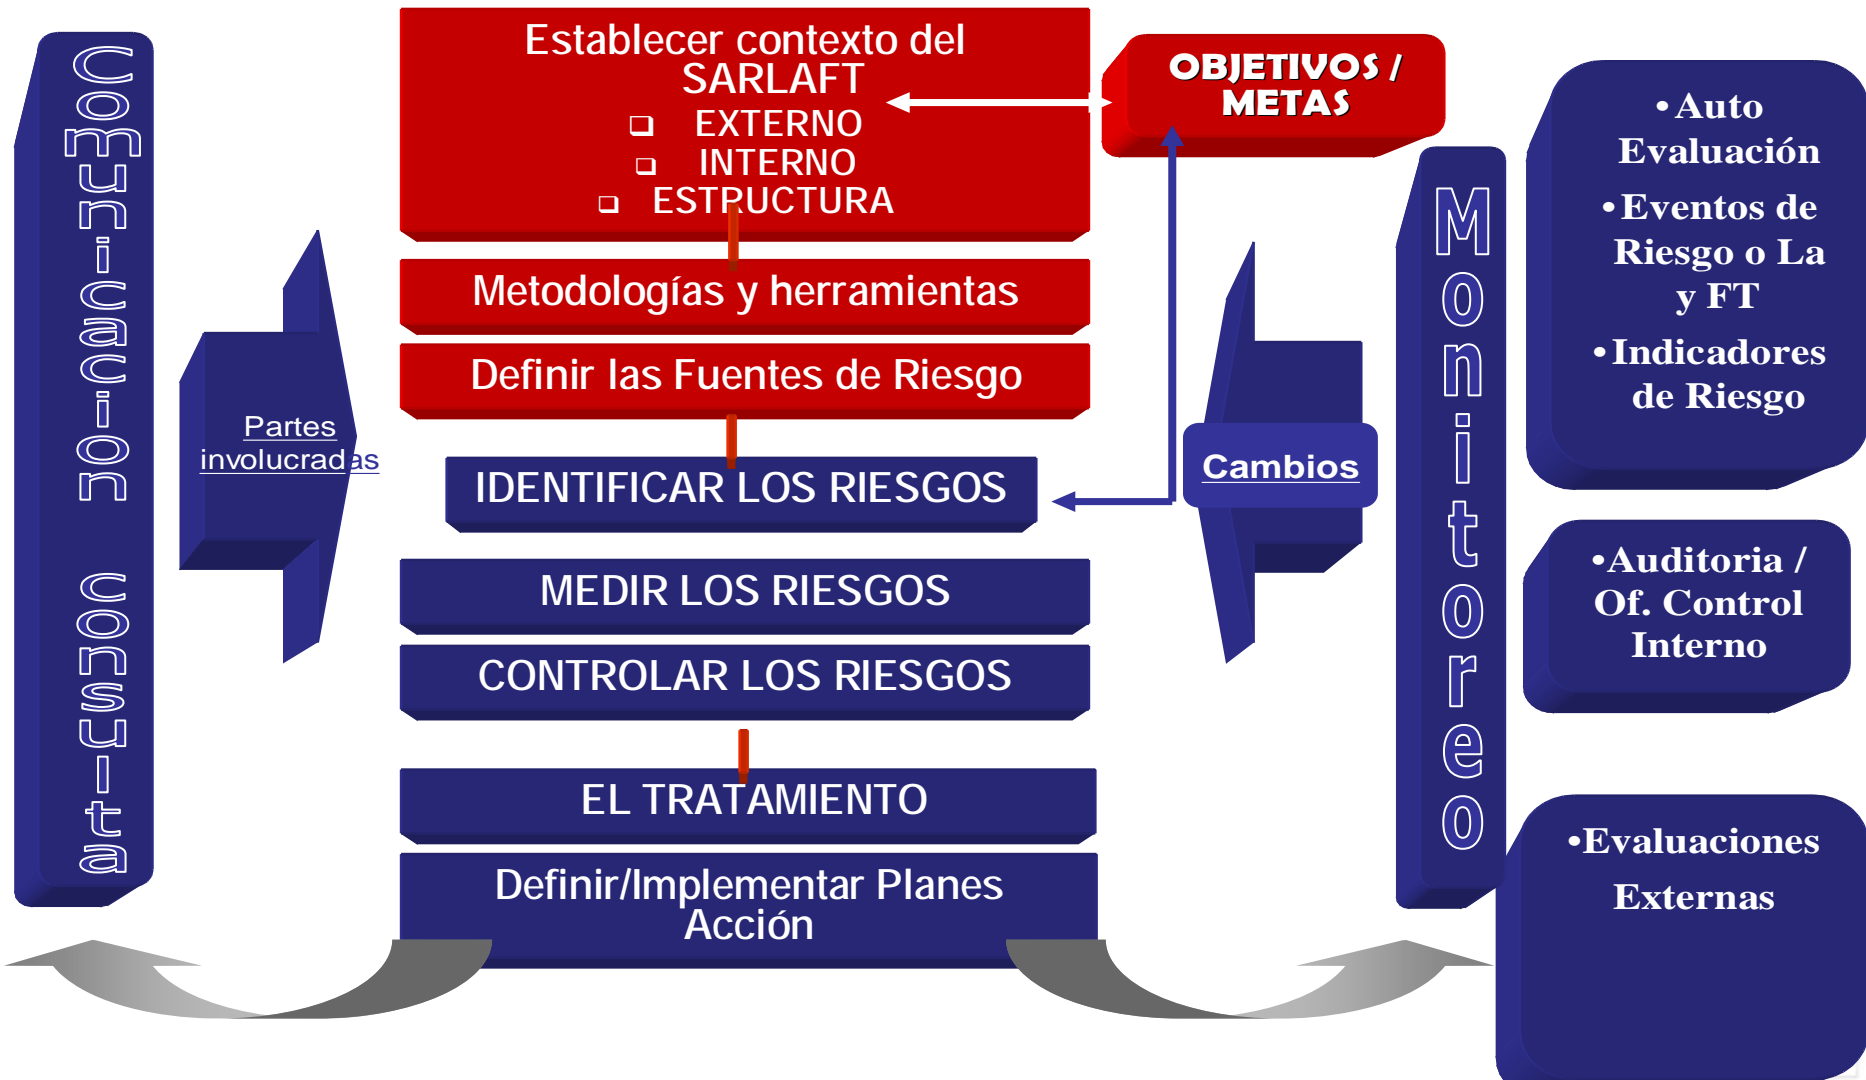 Comunicacion consulta
Partes
involucradas
Establecer contexto del
SARLAFT
❑ EXTERNO
❑ INTERNO
❑ ESTRUCTURA
OBJETIVOS /
METAS
Metodologías y herramientas
Definir las Fuentes de Riesgo
IDENTIFICAR LOS RIESGOS
MEDIR LOS RIESGOS
CONTROLAR LOS RIESGOS
EL TRATAMIENTO
Definir/Implementar Planes
Acción
Cambios
Monitoreo
•Auto
Evaluación
•Eventos de
Riesgo o La
y FT
•Indicadores
de Riesgo
•Auditoria /
Of. Control
Interno
•Evaluaciones
Externas